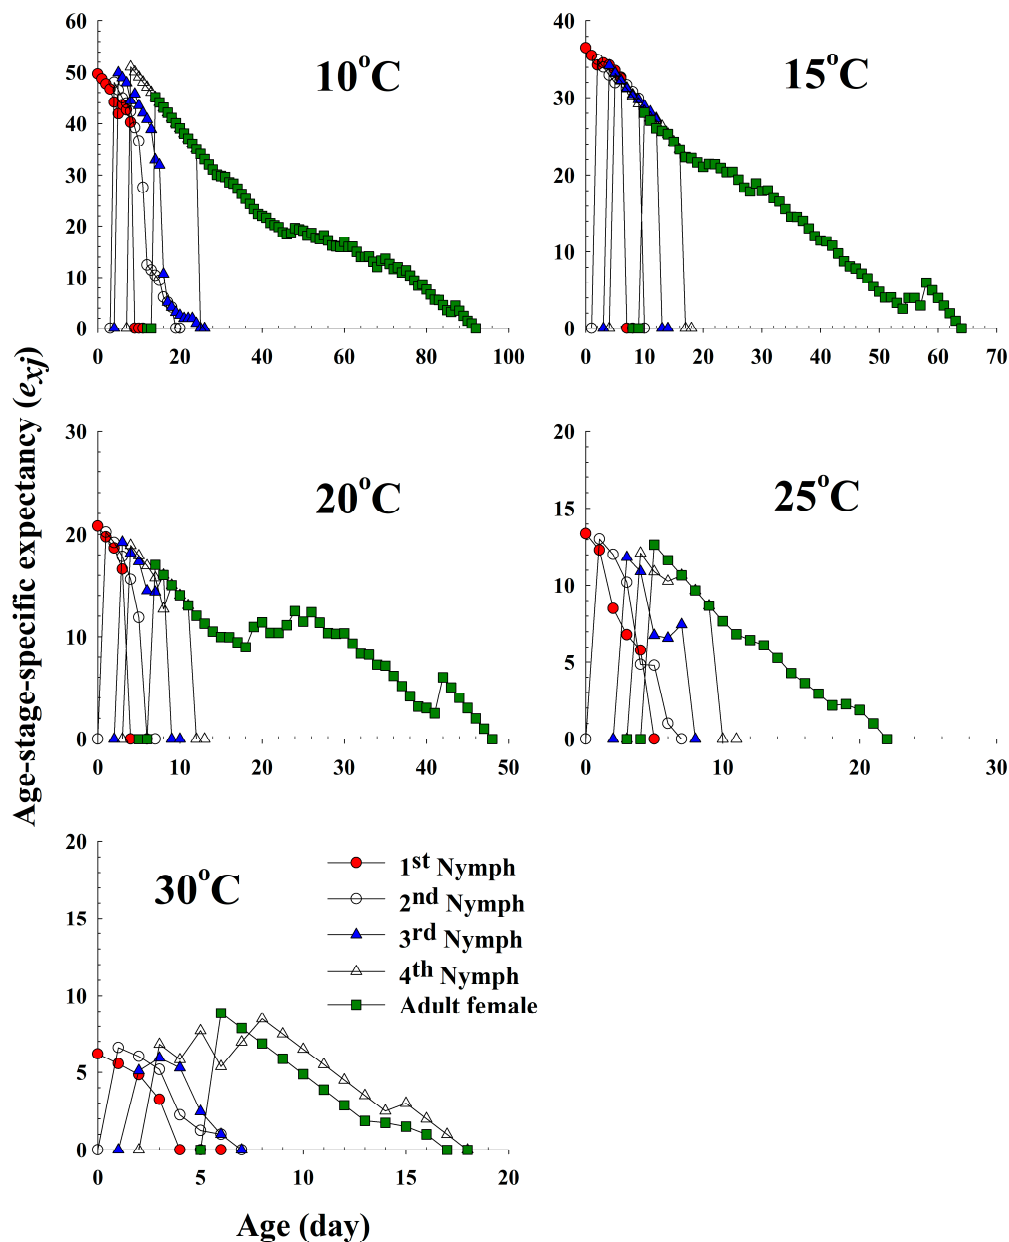 10°C
60
50
40
30
20
10
0
0 20 40 60 80 100
15°C
40
30
20
10
0
0 10 20 30 40 50 60 70
Age-stage-specific expectancy (exj)
20°C
30
20
10
0
0 10 20 30 40 50
25°C
20
15
10
5
0
0 10 20 30
30°C
20
15
10
5
0
0 5 10 15 20
1st Nymph
2nd Nymph
3rd Nymph
4th Nymph
Adult female
Age (day)